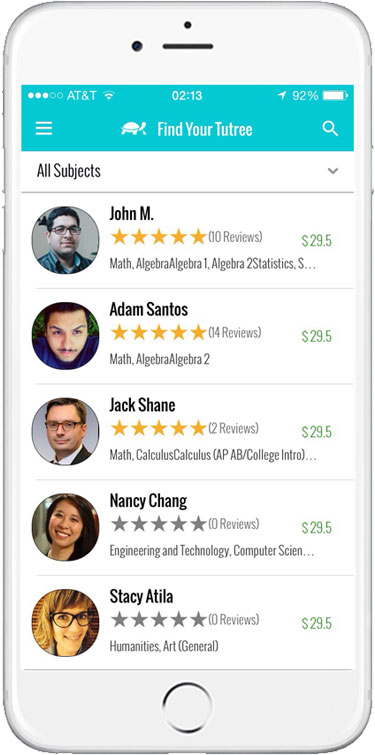 AT&T 02:13 92%
Find Your Tutree
All Subjects
John M.
(10 Reviews)
$29.5
Math, AlgebraAlgebra 1, Algebra 2Statistics, S...
Adam Santos
(14 Reviews)
$29.5
Math, AlgebraAlgebra 2
Jack Shane
(2 Reviews)
$29.5
Math, CalculusCalculus (AP AB/College Intro)...
Nancy Chang
(0 Reviews)
$29.5
Engineering and Technology, Computer Scien...
Stacy Atila
(0 Reviews)
$29.5
Humanities, Art (General)